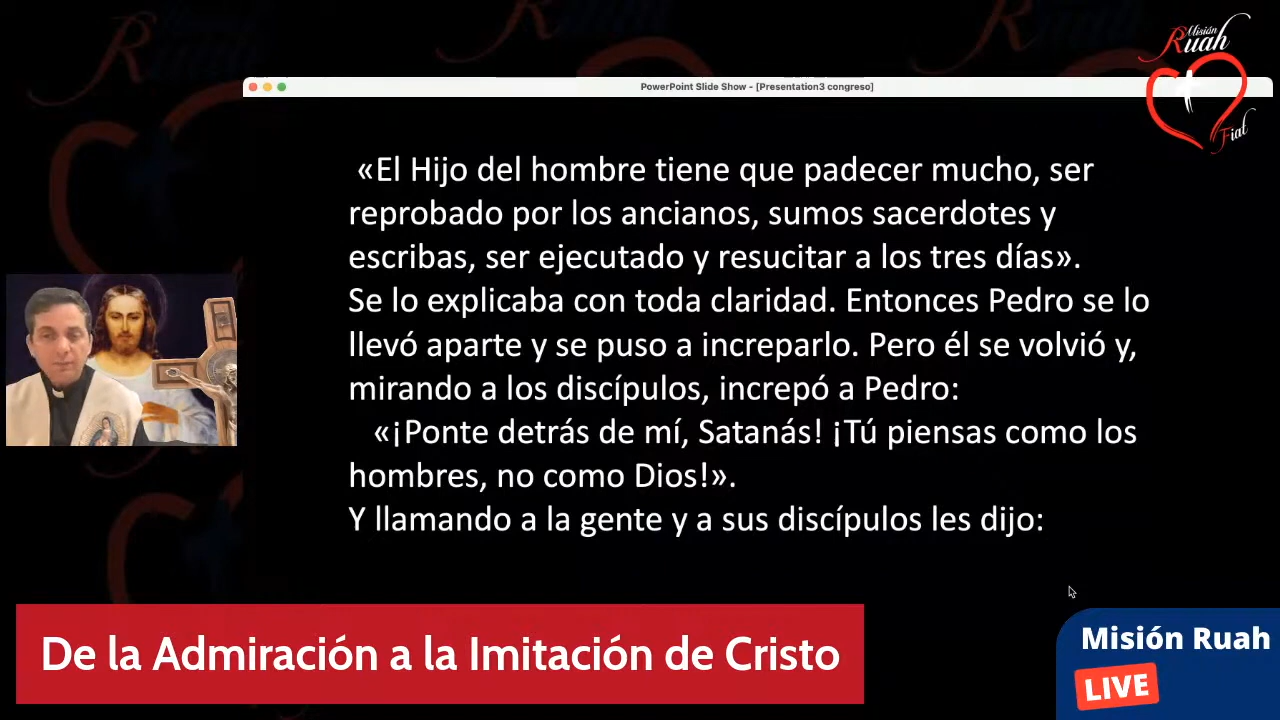 Misión
Ruah
Fiat
PowerPoint Slide Show - [Presentation3 congreso]
«El Hijo del hombre tiene que padecer mucho, ser
reprobado por los ancianos, sumos sacerdotes y
escribas, ser ejecutado y resucitar a los tres días».
Se lo explicaba con toda claridad. Entonces Pedro se lo
llevó aparte y se puso a increparlo. Pero él se volvió y,
mirando a los discípulos, increpó a Pedro:
«¡Ponte detrás de mí, Satanás! ¡Tú piensas como los
hombres, no como Dios!».
Y llamando a la gente y a sus discípulos les dijo:
De la Admiración a la Imitación de Cristo
Misión Ruah
LIVE